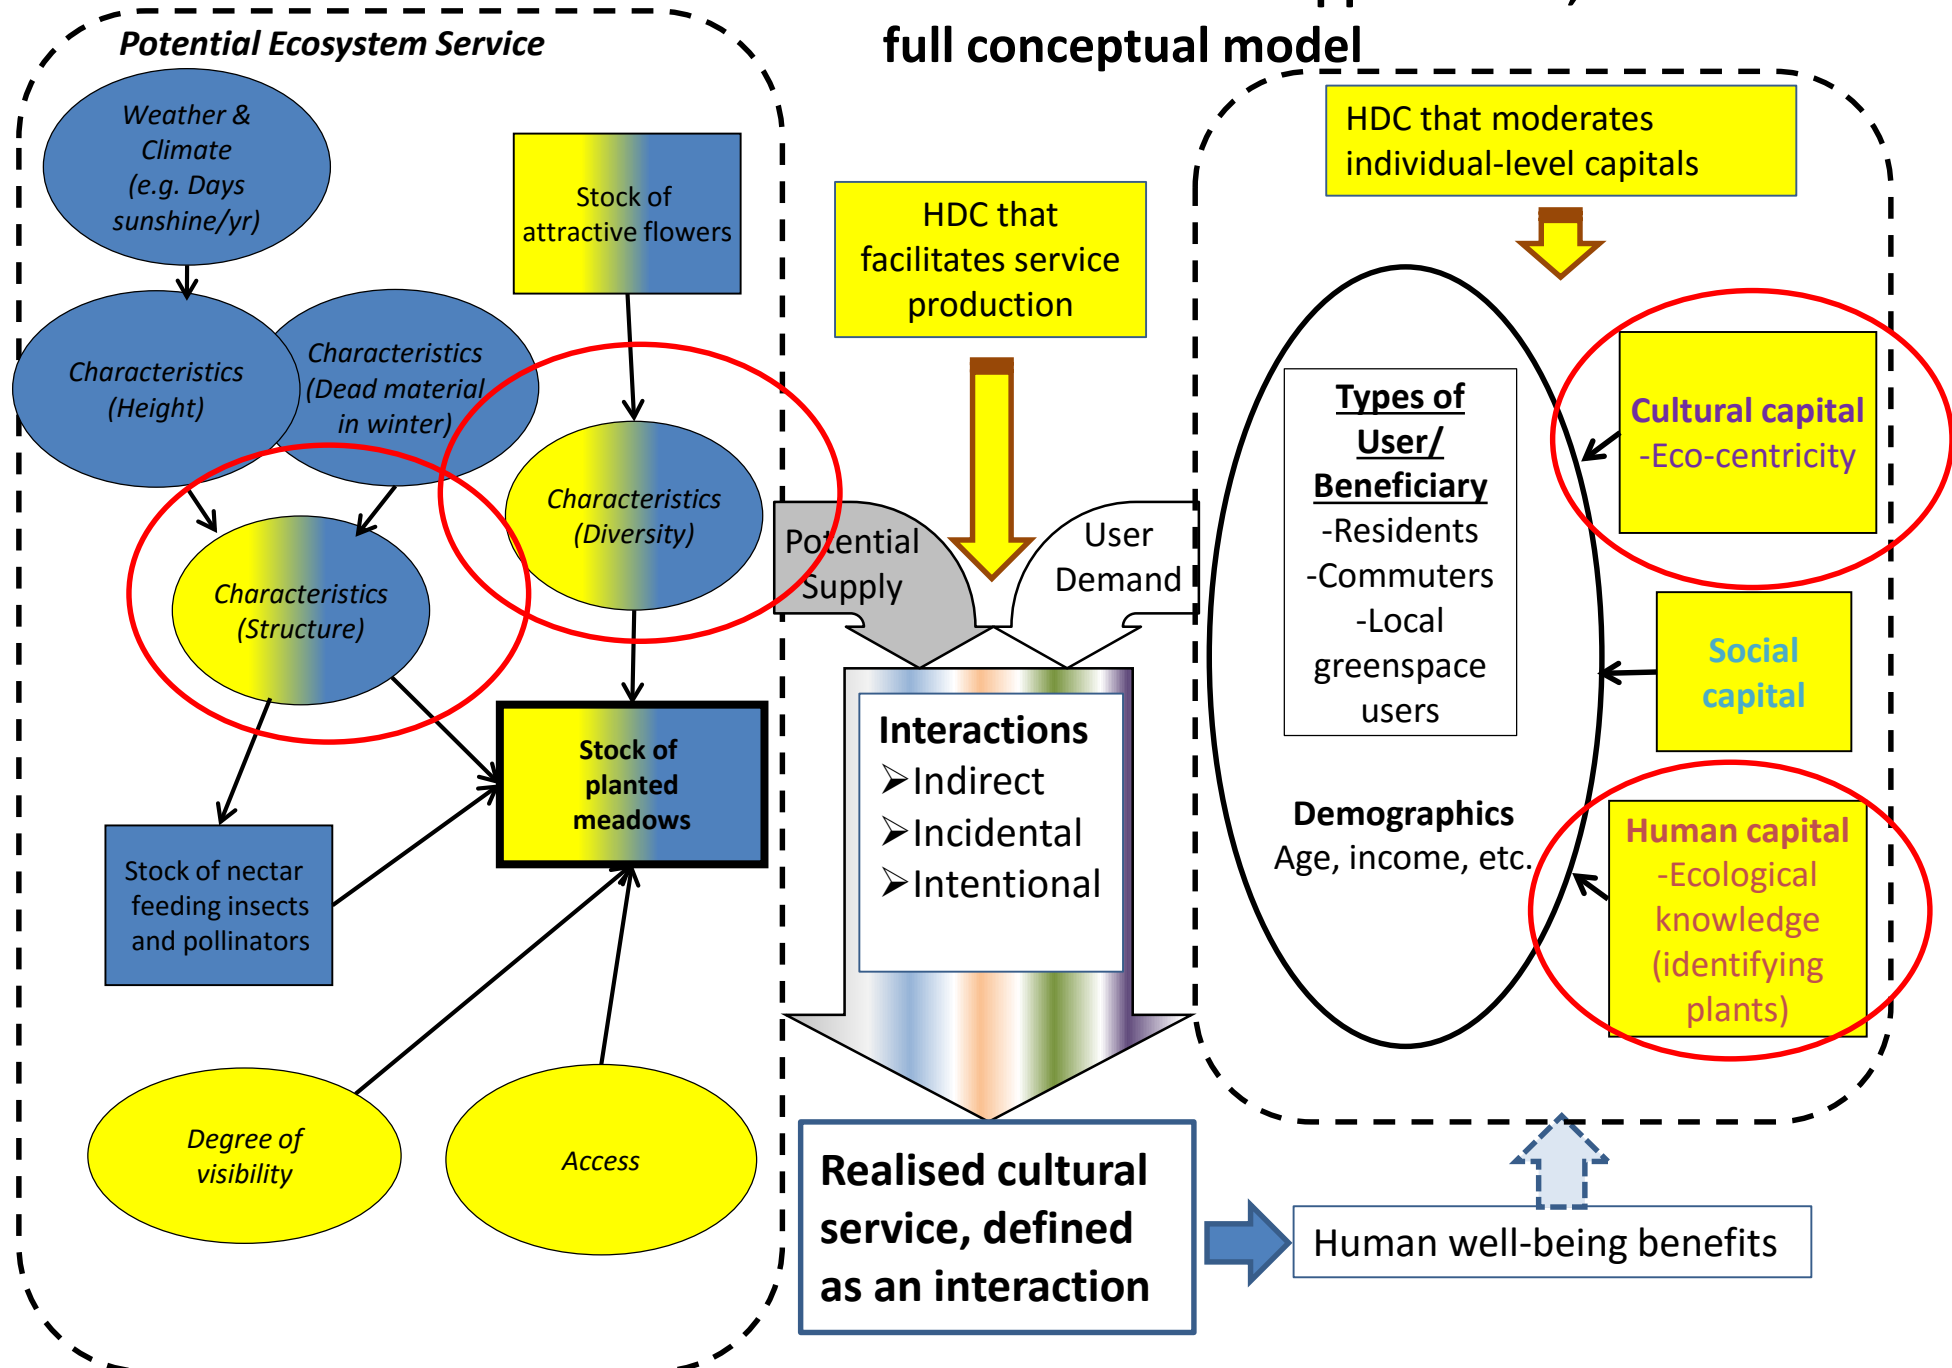 full conceptual model
Potential Ecosystem Service
Weather &
Climate
(e.g. Days
sunshine/yr)
Stock of
attractive flowers
Characteristics
(Height)
Characteristics
(Dead material
in winter)
Characteristics
(Diversity)
Characteristics
(Structure)
Stock of
planted
meadows
Stock of nectar
feeding insects
and pollinators
Degree of
visibility
Access
HDC that
facilitates service
production
Potential
Supply
User
Demand
Interactions
➢Indirect
➢Incidental
➢Intentional
Realised cultural
service, defined
as an interaction
Human well-being benefits
HDC that moderates
individual-level capitals
Types of
User/
Beneficiary
-Residents
-Commuters
-Local
greenspace
users
Demographics
Age, income, etc.
Cultural capital
-Eco-centricity
Social
capital
Human capital
-Ecological
knowledge
(identifying
plants)